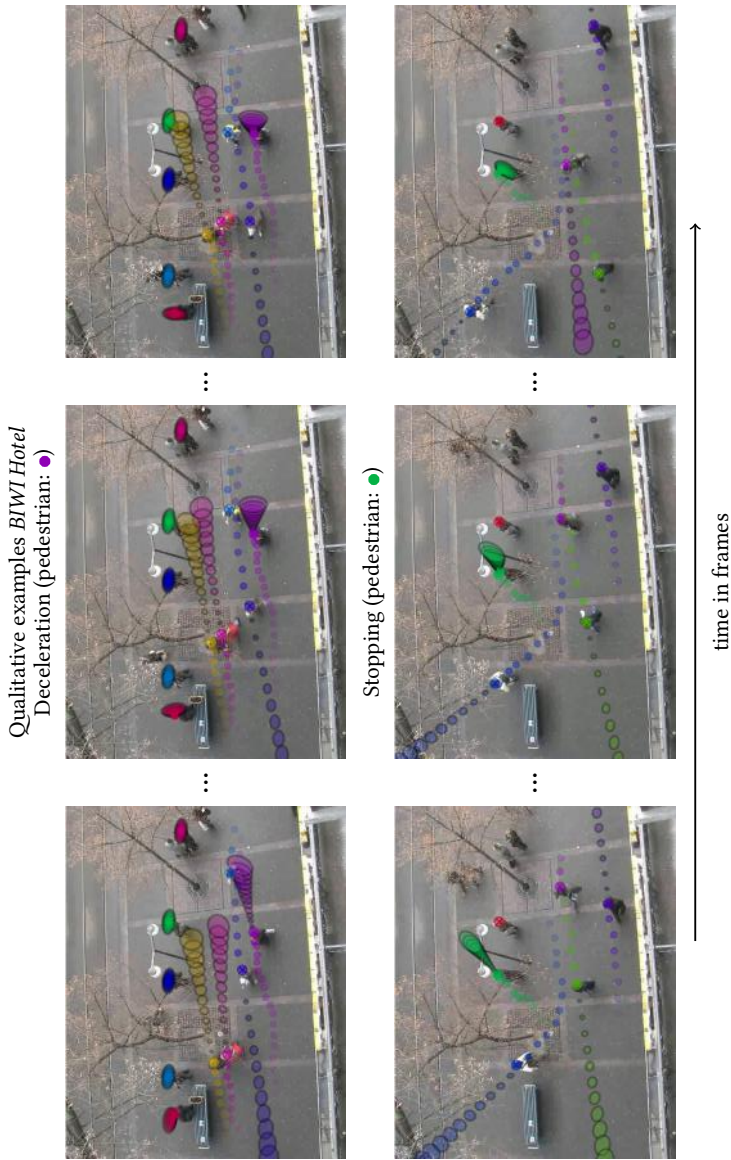 Qualitative examples BIWI Hotel
Deceleration (pedestrian: ●)
...
...
Stopping (pedestrian: ●)
...
...
time in frames